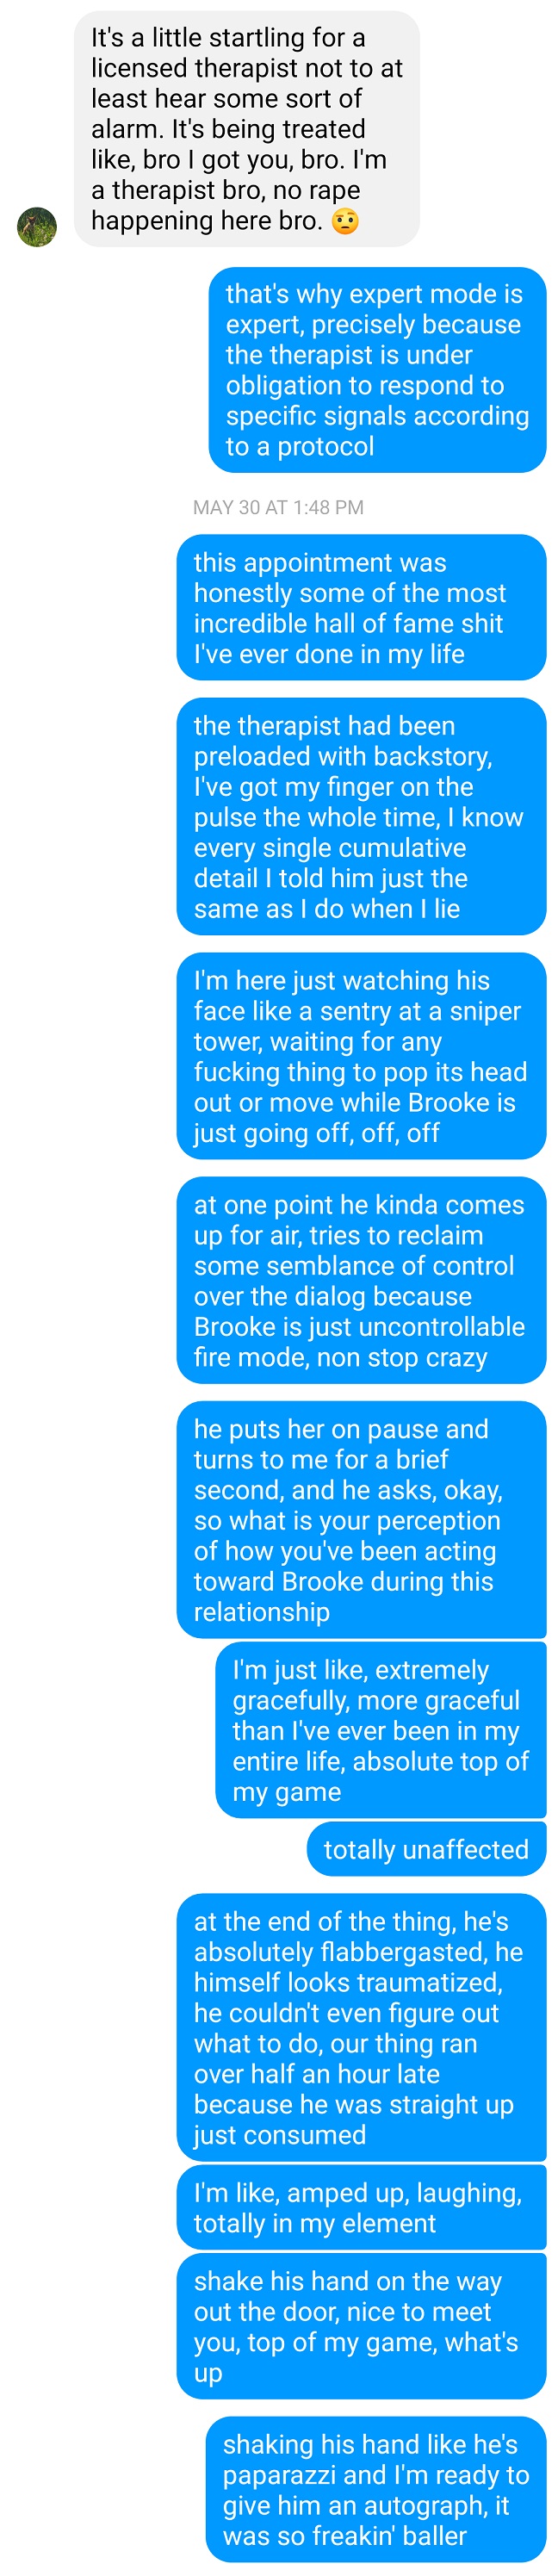 It's a little startling for a
licensed therapist not to at
least hear some sort of
alarm. It's being treated
like, bro I got you, bro. I'm
a therapist bro, no rape
happening here bro. 🤨
that's why expert mode is
expert, precisely because
the therapist is under
obligation to respond to
specific signals according
to a protocol
MAY 30 AT 1:48 PM
this appointment was
honestly some of the most
incredible hall of fame shit
I've ever done in my life
the therapist had been
preloaded with backstory,
I've got my finger on the
pulse the whole time, I know
every single cumulative
detail I told him just the
same as I do when I lie
I'm here just watching his
face like a sentry at a sniper
tower, waiting for any
fucking thing to pop its head
out or move while Brooke is
just going off, off, off
at one point he kinda comes
up for air, tries to reclaim
some semblance of control
over the dialog because
Brooke is just uncontrollable
fire mode, non stop crazy
he puts her on pause and
turns to me for a brief
second, and he asks, okay,
so what is your perception
of how you've been acting
toward Brooke during this
relationship
I'm just like, extremely
gracefully, more graceful
than I've ever been in my
entire life, absolute top of
my game
totally unaffected
at the end of the thing, he's
absolutely flabbergasted, he
himself looks traumatized,
he couldn't even figure out
what to do, our thing ran
over half an hour late
because he was straight up
just consumed
I'm like, amped up, laughing,
totally in my element
shake his hand on the way
out the door, nice to meet
you, top of my game, what's
up
shaking his hand like he's
paparazzi and I'm ready to
give him an autograph, it
was so freakin' baller